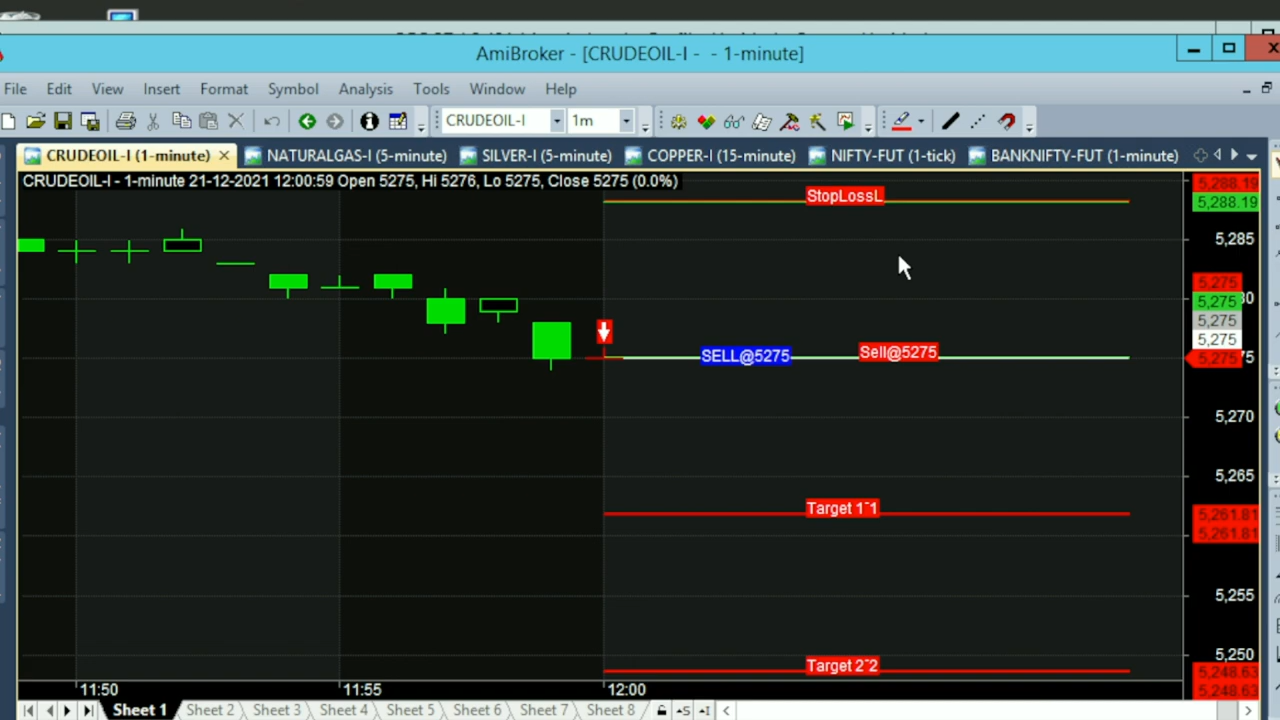 AmiBroker - [CRUDEOIL-I - - 1-minute]
File Edit View Insert Format Symbol Analysis Tools Window Help
CRUDEOIL-I 1m
CRUDEOIL-I (1-minute) NATURALGAS-I (5-minute) SILVER-I (5-minute) COPPER-I (15-minute) NIFTY-FUT (1-tick) BANKNIFTY-FUT (1-minute)
CRUDEOIL-I - 1-minute 21-12-2021 12:00:59 Open 5275, Hi 5276, Lo 5275, Close 5275 (0.0%)
5,288.19
StopLossL
5,288.19
5,285
5,275
5,275
5,275
5,275
SELL@5275 Sell@5275 5,275
5,270
5,265
Target 1˜1
5,261.81
5,261.81
5,255
5,250
Target 2˜2
5,248.63
5,248.63
11:50 11:55 12:00
Sheet 1 Sheet 2 Sheet 3 Sheet 4 Sheet 5 Sheet 6 Sheet 7 Sheet 8